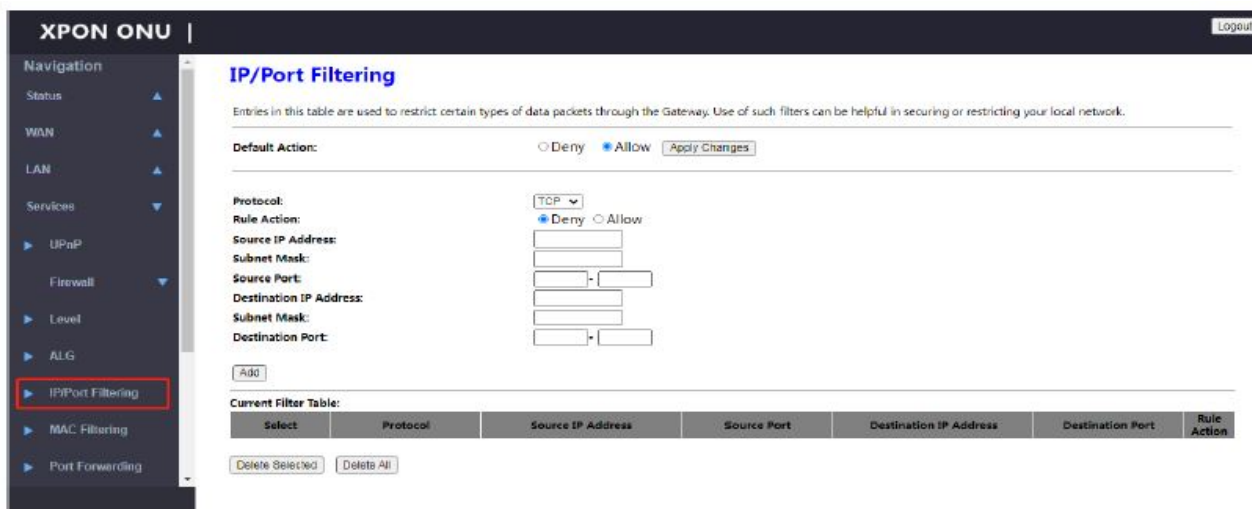 XPON ONU |
Logout
Navigation
Status
WAN
LAN
Services
UPnP
Firewall
Level
ALG
IP/Port Filtering
MAC Filtering
Port Forwarding
IP/Port Filtering
Entries in this table are used to restrict certain types of data packets through the Gateway. Use of such filters can be helpful in securing or restricting your local network.
Default Action: Deny Allow Apply Changes
Protocol: TCP
Rule Action: Deny Allow
Source IP Address:
Subnet Mask:
Source Port: -
Destination IP Address:
Subnet Mask:
Destination Port: -
Add
Current Filter Table:
Select Protocol Source IP Address Source Port Destination IP Address Destination Port Rule Action
Delete Selected Delete All